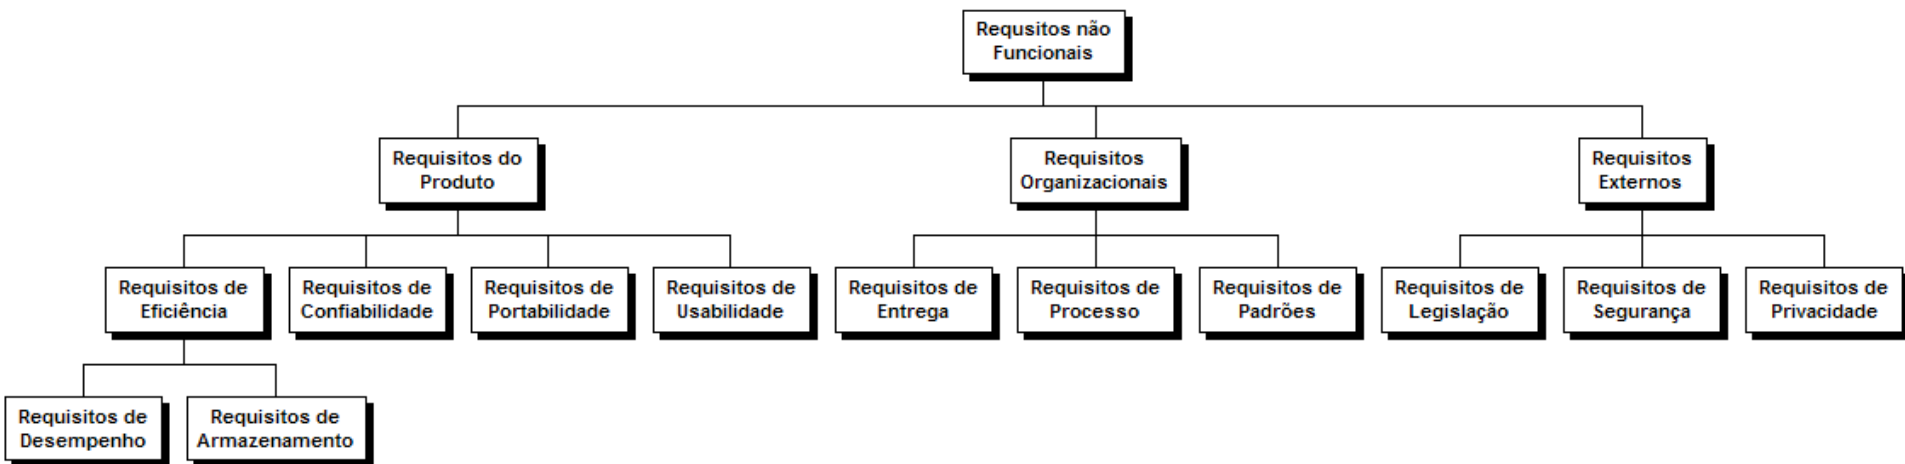 Requsitos não
Funcionais
Requisitos do
Produto
Requisitos
Organizacionais
Requisitos
Externos
Requisitos de
Eficiência
Requisitos de
Confiabilidade
Requisitos de
Portabilidade
Requisitos de
Usabilidade
Requisitos de
Entrega
Requisitos de
Processo
Requisitos de
Padrões
Requisitos de
Legislação
Requisitos de
Segurança
Requisitos de
Privacidade
Requisitos de
Desempenho
Requisitos de
Armazenamento